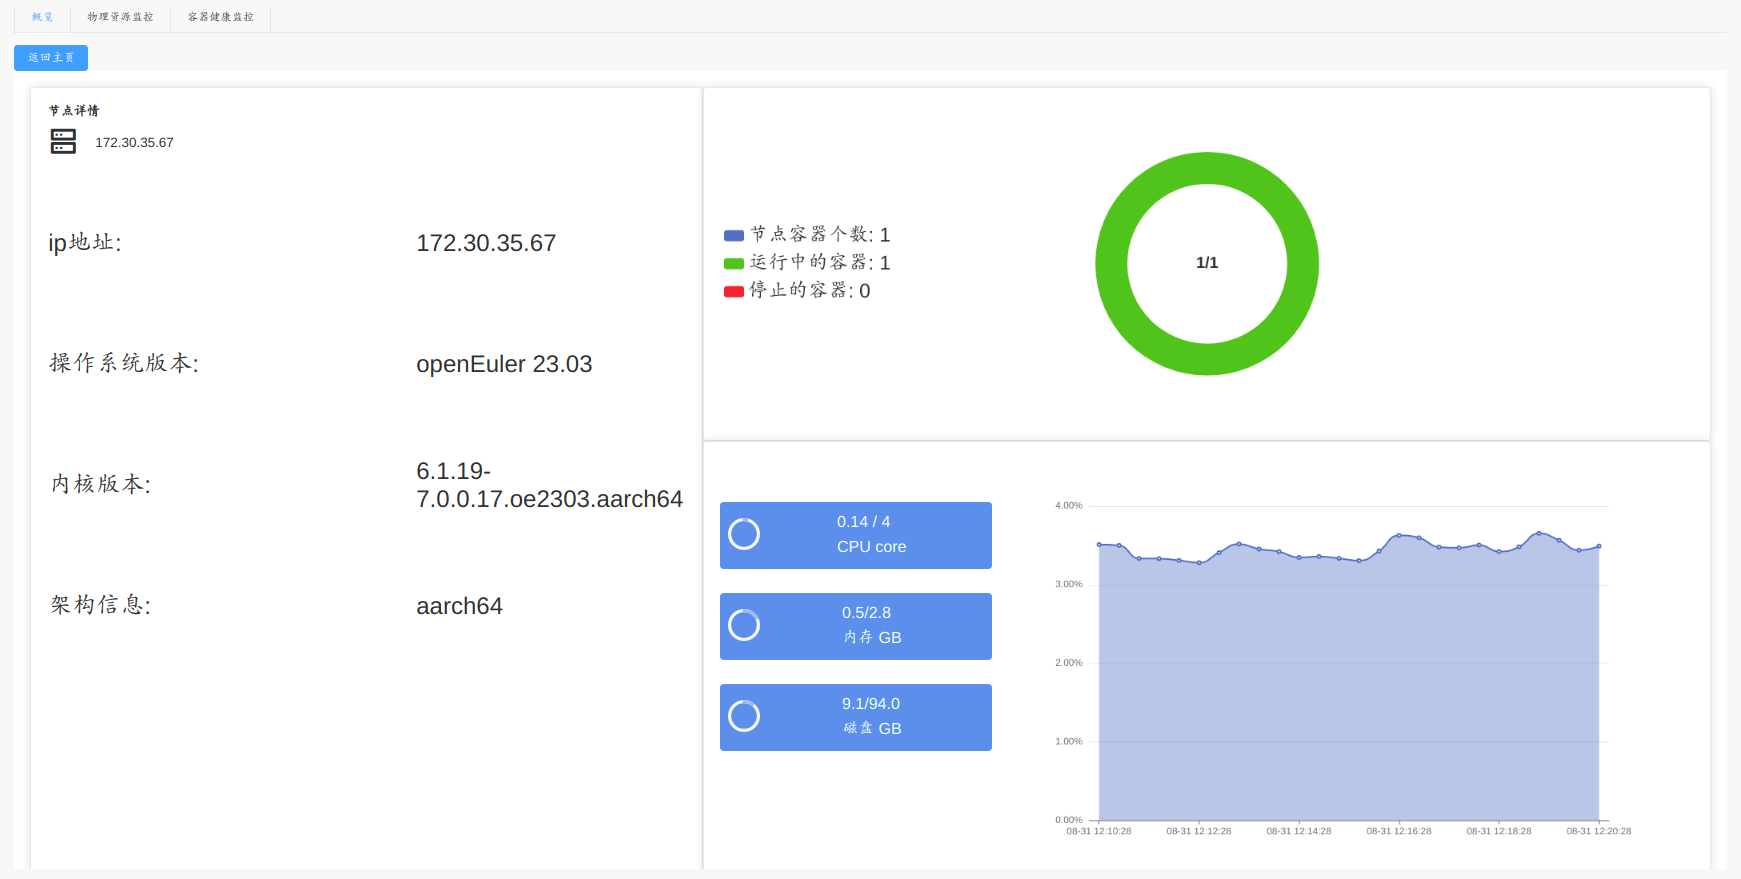 概览 物理资源监控 容器健康监控
返回主页
节点详情
172.30.35.67
ip地址: 172.30.35.67
操作系统版本: openEuler 23.03
内核版本: 6.1.19-
7.0.0.17.oe2303.aarch64
架构信息: aarch64
节点容器个数: 1
运行中的容器: 1
停止的容器: 0
1/1
0.14 / 4
CPU core
0.5/2.8
内存 GB
9.1/94.0
磁盘 GB
4.00%
3.00%
2.00%
1.00%
0.00%
08-31 12:10:28 08-31 12:12:28 08-31 12:14:28 08-31 12:16:28 08-31 12:18:28 08-31 12:20:28